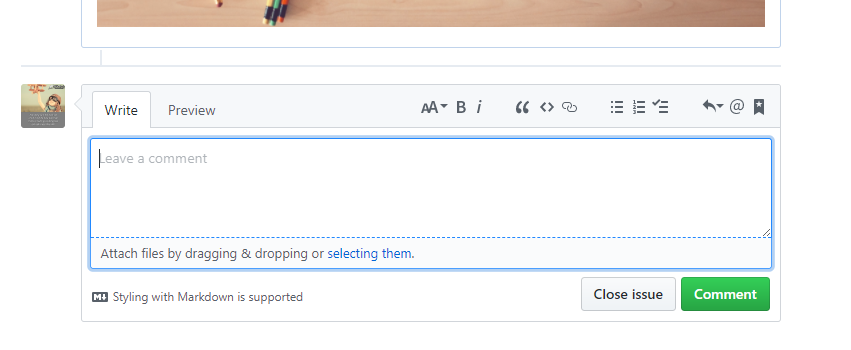 Write Preview AA B i @
Leave a comment
Attach files by dragging & dropping or selecting them.
Styling with Markdown is supported
Close issue Comment